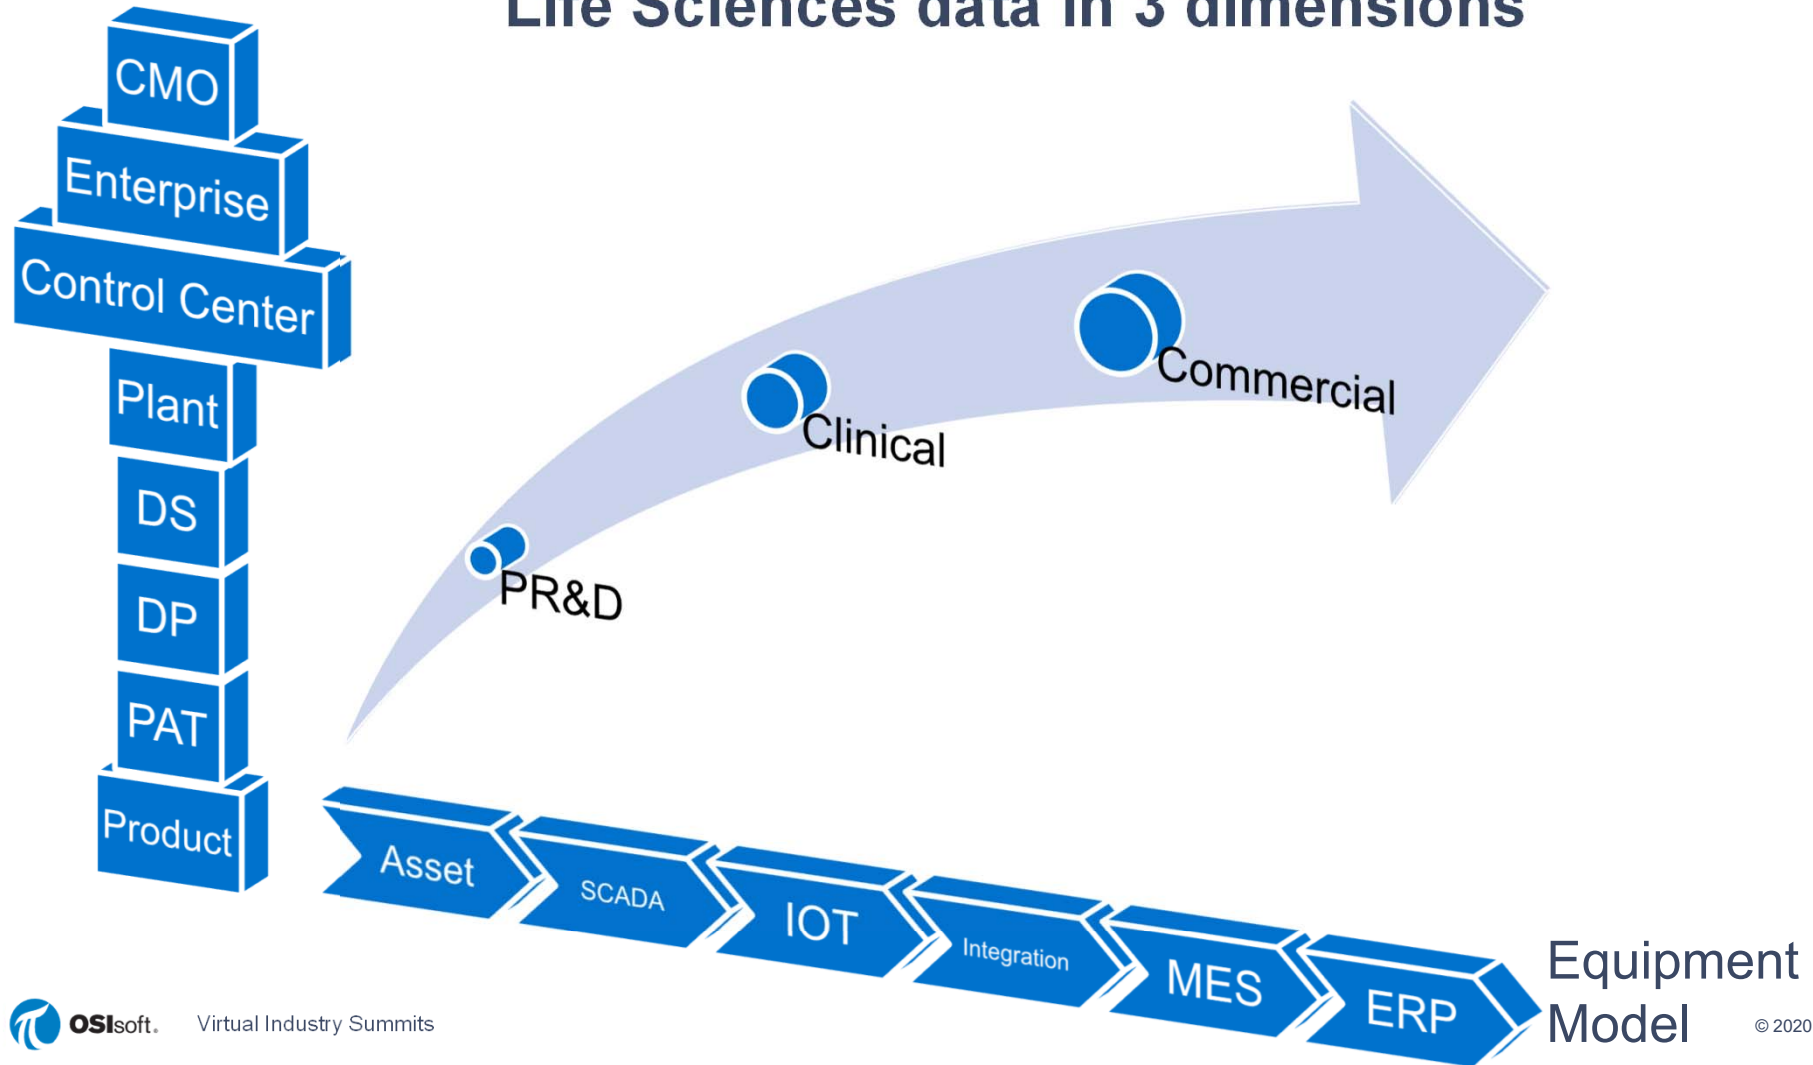 Life Sciences data in 3 dimensions
CMO
Enterprise
Control Center
Plant
DS
DP
PAT
Product
PR&D
Clinical
Commercial
Asset
SCADA
IOT
Integration
MES
ERP
Equipment
Model
OSIsoft.
Virtual Industry Summits
© 2020